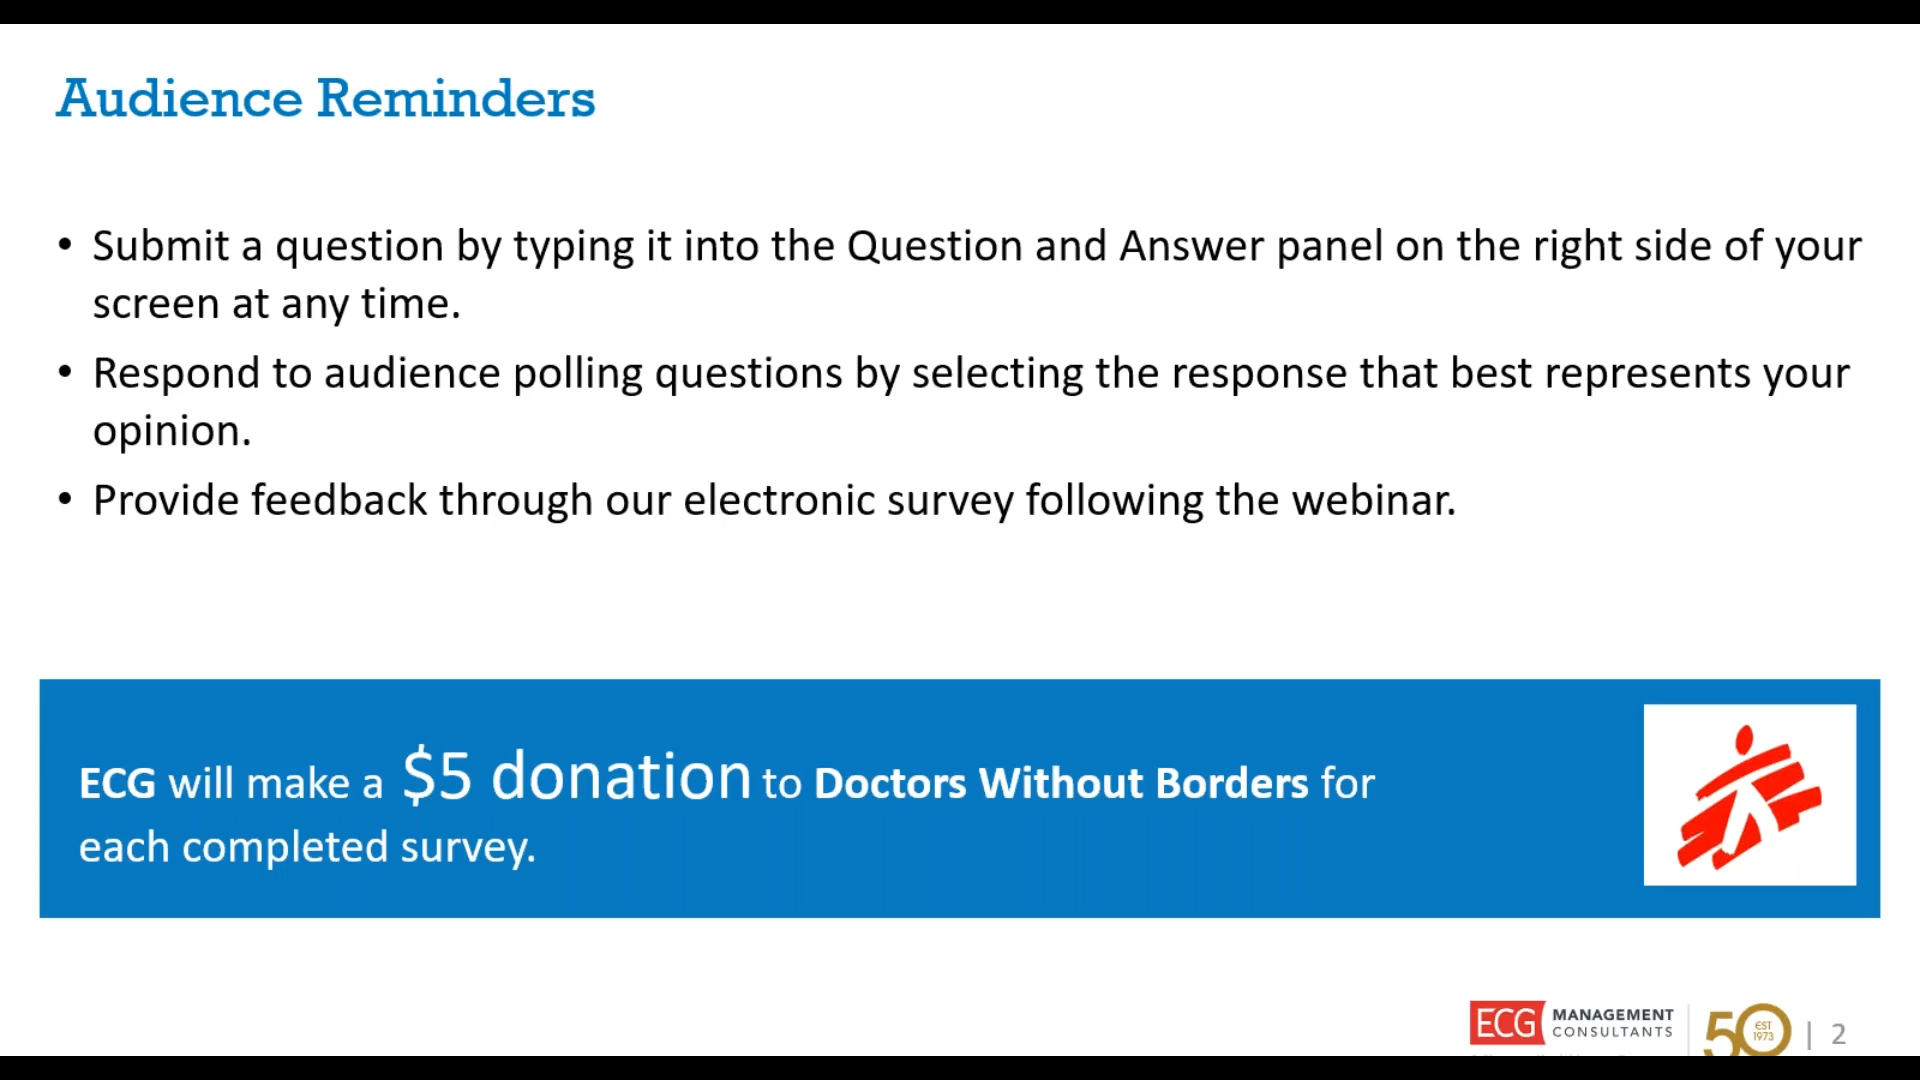 Audience Reminders
• Submit a question by typing it into the Question and Answer panel on the right side of your
screen at any time.
• Respond to audience polling questions by selecting the response that best represents your
opinion.
• Provide feedback through our electronic survey following the webinar.
ECG will make a $5 donation to Doctors Without Borders for
each completed survey.
ECG MANAGEMENT
CONSULTANTS
50 EST
1973
| 2